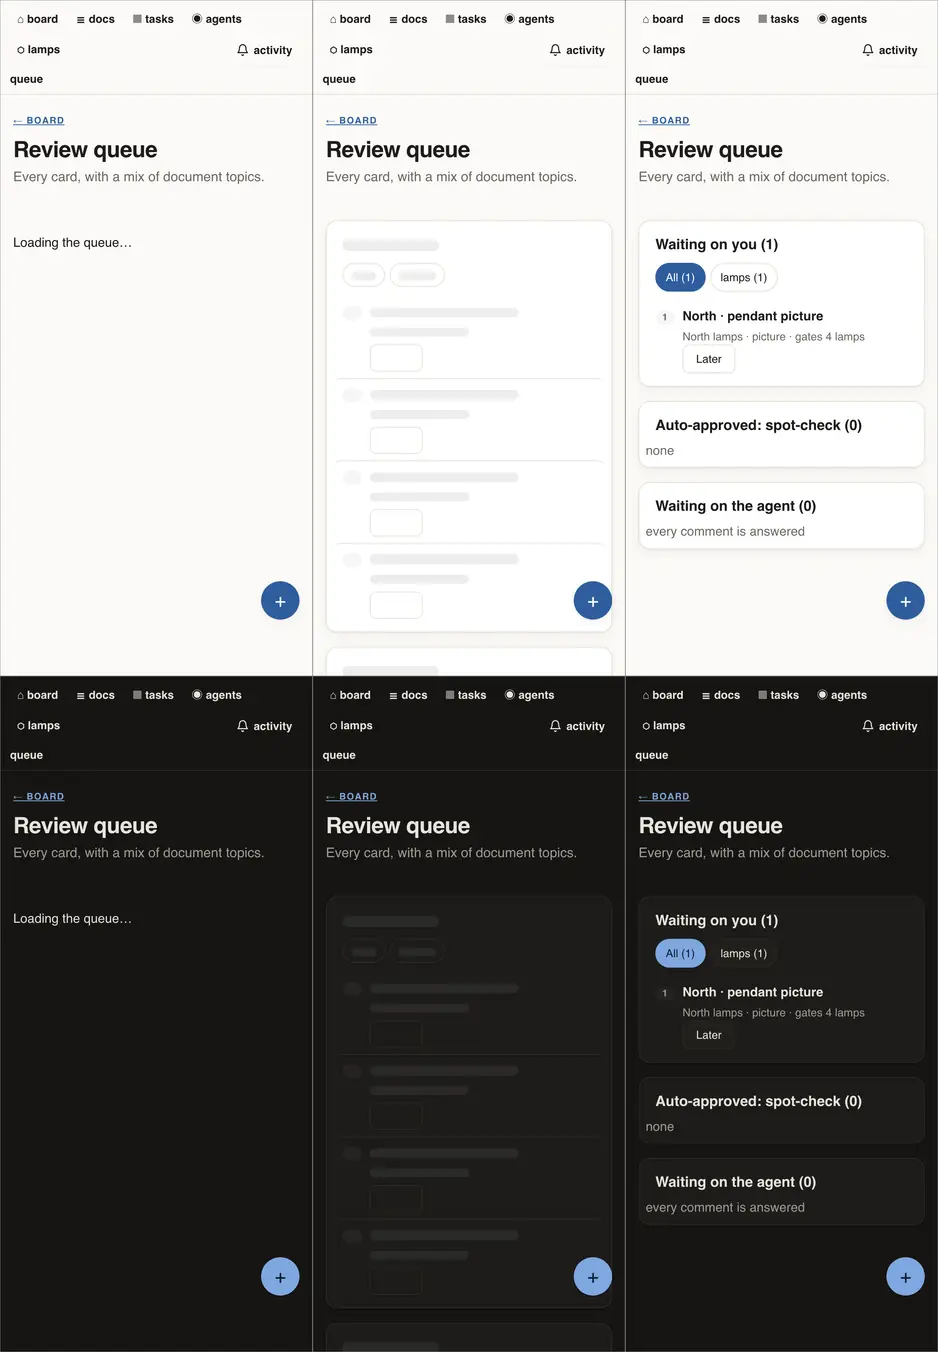 board docs tasks agents
lamps activity
queue
← BOARD
Review queue
Every card, with a mix of document topics.
Loading the queue…
+
board docs tasks agents
lamps activity
queue
← BOARD
Review queue
Every card, with a mix of document topics.
+
board docs tasks agents
lamps activity
queue
← BOARD
Review queue
Every card, with a mix of document topics.
Waiting on you (1)
All (1) lamps (1)
1 North · pendant picture
North lamps · picture · gates 4 lamps
Later
Auto-approved: spot-check (0)
none
Waiting on the agent (0)
every comment is answered
+
board docs tasks agents
lamps activity
queue
← BOARD
Review queue
Every card, with a mix of document topics.
Loading the queue…
+
board docs tasks agents
lamps activity
queue
← BOARD
Review queue
Every card, with a mix of document topics.
+
board docs tasks agents
lamps activity
queue
← BOARD
Review queue
Every card, with a mix of document topics.
Waiting on you (1)
All (1) lamps (1)
1 North · pendant picture
North lamps · picture · gates 4 lamps
Later
Auto-approved: spot-check (0)
none
Waiting on the agent (0)
every comment is answered
+